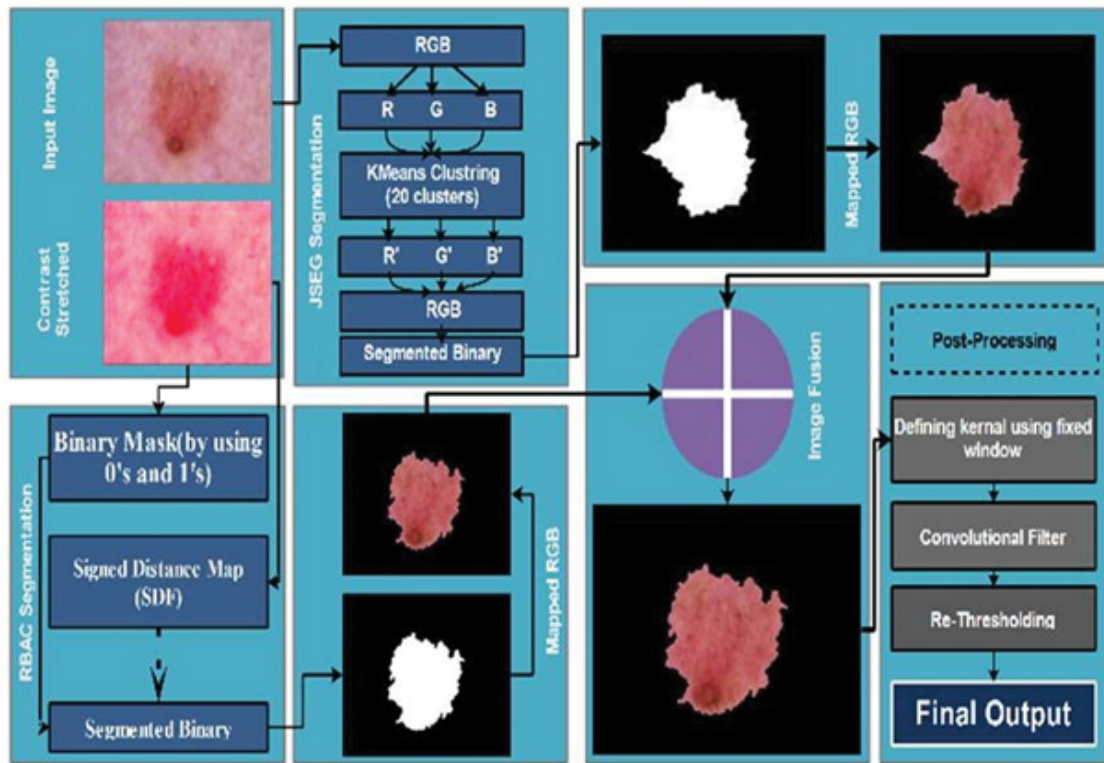 Input Image
Contrast
Stretched
JSEG Segmentation
RGB
R G B
KMeans Clustring
(20 clusters)
R' G' B'
RGB
Segmented Binary
Mapped RGB
RBAC Segmentation
Binary Mask(by using
0's and 1's)
Signed Distance Map
(SDF)
Segmented Binary
Mapped RGB
Image Fusion
Post-Processing
Defining kernal using fixed
window
Convolutional Filter
Re-Thresholding
Final Output